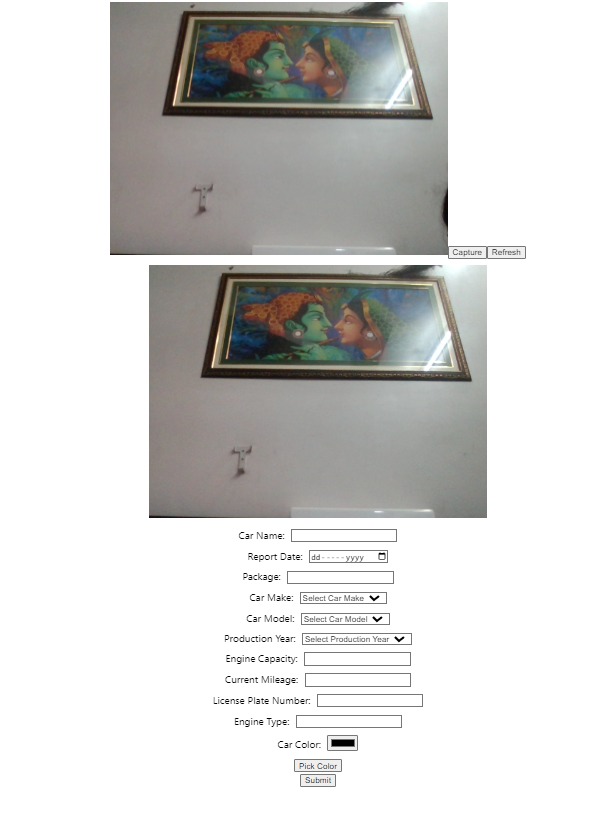 Capture Refresh
Car Name:
Report Date: dd-----yyyy
Package:
Car Make: Select Car Make
Car Model: Select Car Model
Production Year: Select Production Year
Engine Capacity:
Current Mileage:
License Plate Number:
Engine Type:
Car Color:
Pick Color
Submit